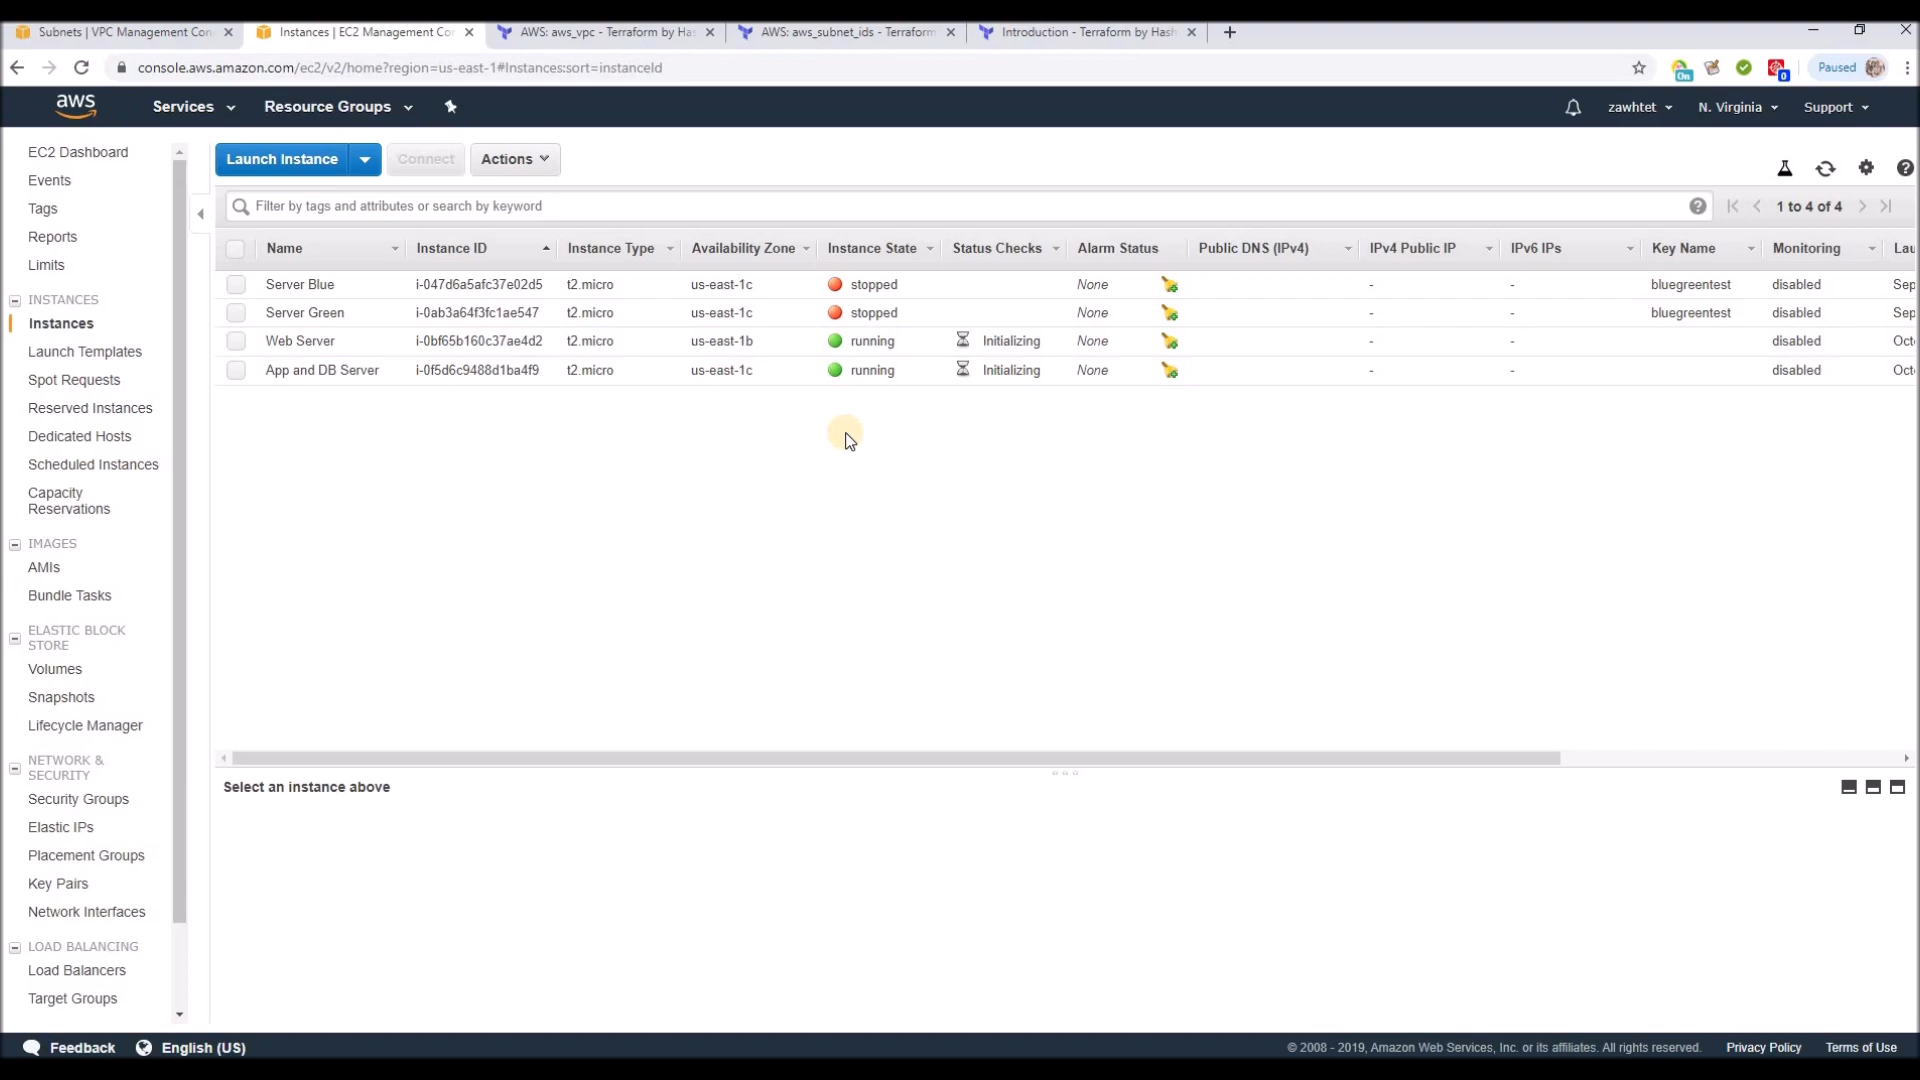 Subnets | VPC Management Con
Instances | EC2 Management Co
AWS: aws_vpc - Terraform by Has
AWS: aws_subnet_ids - Terraform
Introduction - Terraform by Hash
console.aws.amazon.com/ec2/v2/home?region=us-east-1#Instances:sort=instanceId
On
0
Paused
aws
Services
Resource Groups
zawhtet
N. Virginia
Support
EC2 Dashboard
Events
Tags
Reports
Limits
INSTANCES
Instances
Launch Templates
Spot Requests
Reserved Instances
Dedicated Hosts
Scheduled Instances
Capacity
Reservations
IMAGES
AMIs
Bundle Tasks
ELASTIC BLOCK
STORE
Volumes
Snapshots
Lifecycle Manager
NETWORK &
SECURITY
Security Groups
Elastic IPs
Placement Groups
Key Pairs
Network Interfaces
LOAD BALANCING
Load Balancers
Target Groups
Launch Instance
Connect
Actions
Filter by tags and attributes or search by keyword
1 to 4 of 4
Name Instance ID Instance Type Availability Zone Instance State Status Checks Alarm Status Public DNS (IPv4) IPv4 Public IP IPv6 IPs Key Name Monitoring Lau
Server Blue i-047d6a5afc37e02d5 t2.micro us-east-1c stopped None - - bluegreentest disabled Sep
Server Green i-0ab3a64f3fc1ae547 t2.micro us-east-1c stopped None - - bluegreentest disabled Sep
Web Server i-0bf65b160c37ae4d2 t2.micro us-east-1b running Initializing None - - disabled Oct
App and DB Server i-0f5d6c9488d1ba4f9 t2.micro us-east-1c running Initializing None - - disabled Oct
Select an instance above
Feedback
English (US)
© 2008 - 2019, Amazon Web Services, Inc. or its affiliates. All rights reserved.
Privacy Policy
Terms of Use